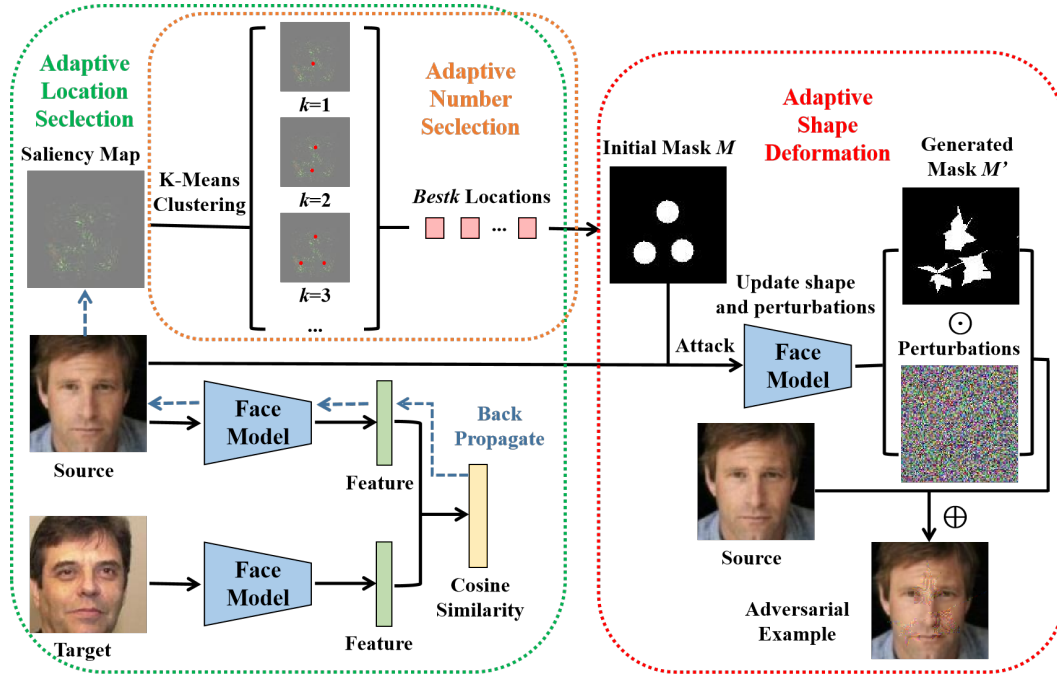 Adaptive
Location
Seclection
Saliency Map
K-Means
Clustering
k=1
k=2
k=3
...
Adaptive
Number
Seclection
Bestk Locations
...
Adaptive
Shape
Deformation
Initial Mask M
Generated
Mask M’
Update shape
and perturbations
Attack
Face
Model
⊙
Perturbations
Source
⊕
Adversarial
Example
Source
Face
Model
Feature
Back
Propagate
Target
Face
Model
Feature
Cosine
Similarity